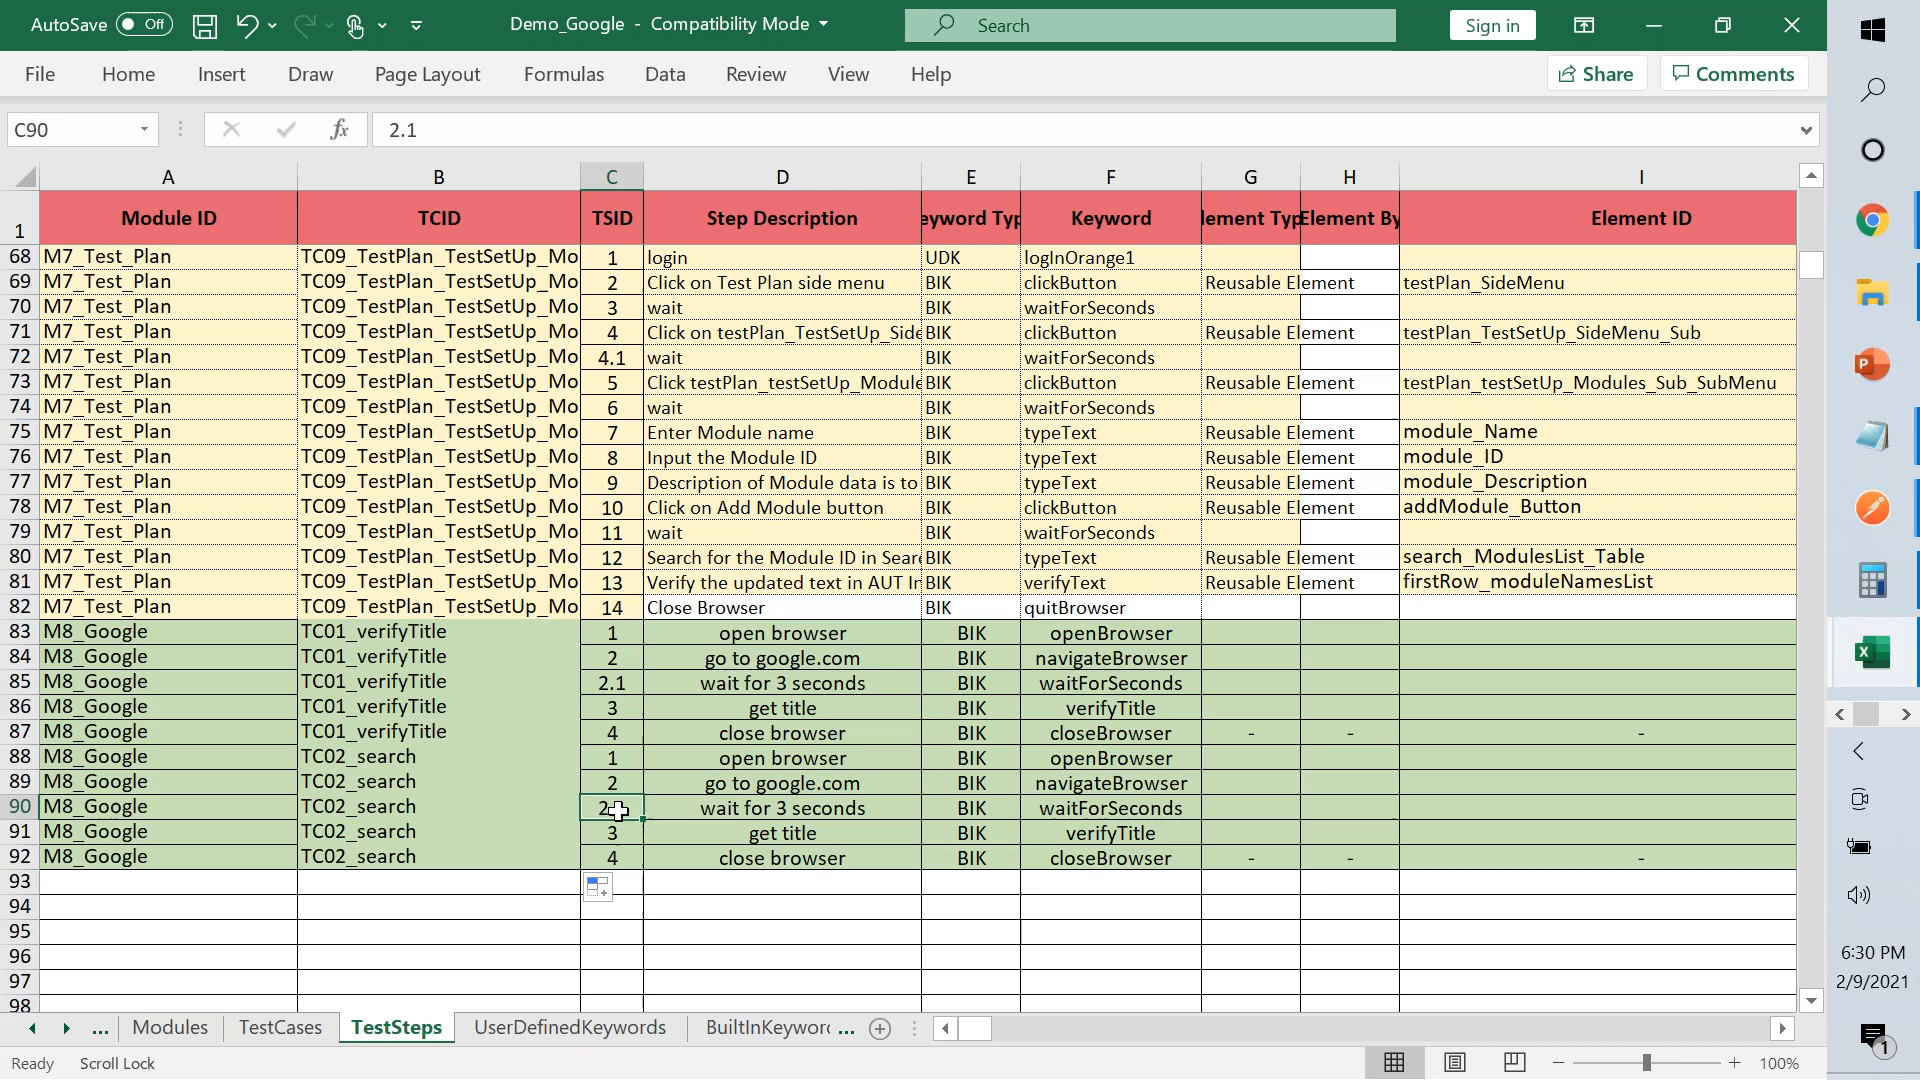 AutoSave Off Demo_Google - Compatibility Mode Search Sign in
File Home Insert Draw Page Layout Formulas Data Review View Help Share Comments
C90 fx 2.1
A B C D E F G H I
1 Module ID TCID TSID Step Description eyword Typ Keyword lement Typ Element By Element ID
68 M7_Test_Plan TC09_TestPlan_TestSetUp_Mo 1 login UDK logInOrange1
69 M7_Test_Plan TC09_TestPlan_TestSetUp_Mo 2 Click on Test Plan side menu BIK clickButton Reusable Element testPlan_SideMenu
70 M7_Test_Plan TC09_TestPlan_TestSetUp_Mo 3 wait BIK waitForSeconds
71 M7_Test_Plan TC09_TestPlan_TestSetUp_Mo 4 Click on testPlan_TestSetUp_Side BIK clickButton Reusable Element testPlan_TestSetUp_SideMenu_Sub
72 M7_Test_Plan TC09_TestPlan_TestSetUp_Mo 4.1 wait BIK waitForSeconds
73 M7_Test_Plan TC09_TestPlan_TestSetUp_Mo 5 Click testPlan_testSetUp_Module BIK clickButton Reusable Element testPlan_testSetUp_Modules_Sub_SubMenu
74 M7_Test_Plan TC09_TestPlan_TestSetUp_Mo 6 wait BIK waitForSeconds
75 M7_Test_Plan TC09_TestPlan_TestSetUp_Mo 7 Enter Module name BIK typeText Reusable Element module_Name
76 M7_Test_Plan TC09_TestPlan_TestSetUp_Mo 8 Input the Module ID BIK typeText Reusable Element module_ID
77 M7_Test_Plan TC09_TestPlan_TestSetUp_Mo 9 Description of Module data is to BIK typeText Reusable Element module_Description
78 M7_Test_Plan TC09_TestPlan_TestSetUp_Mo 10 Click on Add Module button BIK clickButton Reusable Element addModule_Button
79 M7_Test_Plan TC09_TestPlan_TestSetUp_Mo 11 wait BIK waitForSeconds
80 M7_Test_Plan TC09_TestPlan_TestSetUp_Mo 12 Search for the Module ID in Sear BIK typeText Reusable Element search_ModulesList_Table
81 M7_Test_Plan TC09_TestPlan_TestSetUp_Mo 13 Verify the updated text in AUT In BIK verifyText Reusable Element firstRow_moduleNamesList
82 M7_Test_Plan TC09_TestPlan_TestSetUp_Mo 14 Close Browser BIK quitBrowser
83 M8_Google TC01_verifyTitle 1 open browser BIK openBrowser
84 M8_Google TC01_verifyTitle 2 go to google.com BIK navigateBrowser
85 M8_Google TC01_verifyTitle 2.1 wait for 3 seconds BIK waitForSeconds
86 M8_Google TC01_verifyTitle 3 get title BIK verifyTitle
87 M8_Google TC01_verifyTitle 4 close browser BIK closeBrowser - - -
88 M8_Google TC02_search 1 open browser BIK openBrowser
89 M8_Google TC02_search 2 go to google.com BIK navigateBrowser
90 M8_Google TC02_search 2. wait for 3 seconds BIK waitForSeconds
91 M8_Google TC02_search 3 get title BIK verifyTitle
92 M8_Google TC02_search 4 close browser BIK closeBrowser - - -
93
94
95
96
97
98
... Modules TestCases TestSteps UserDefinedKeywords BuiltInKeywor ...
Ready Scroll Lock 100%
6:30 PM
2/9/2021
1